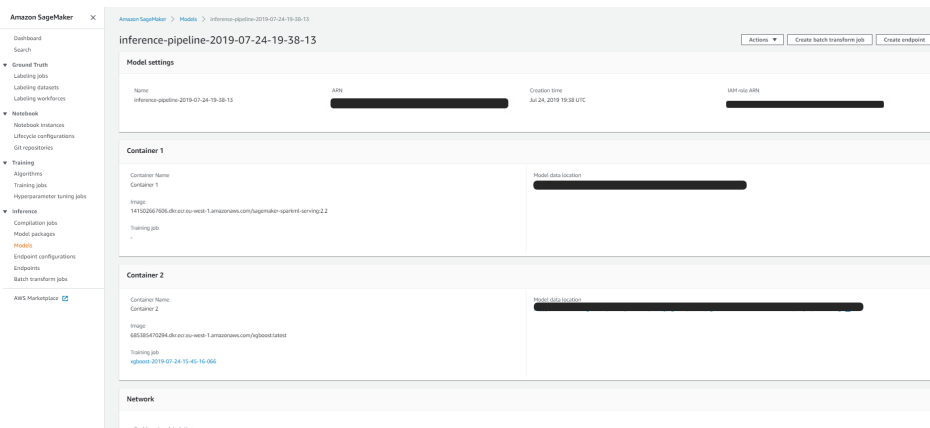 Amazon SageMaker ×
Dashboard
Search
Ground Truth
Labeling jobs
Labeling datasets
Labeling workforces
Notebook
Notebook instances
Lifecycle configurations
Git repositories
Training
Algorithms
Training jobs
Hyperparameter tuning jobs
Inference
Compilation jobs
Model packages
Models
Endpoint configurations
Endpoints
Batch transform jobs
AWS Marketplace
Amazon SageMaker > Models > inference-pipeline-2019-07-24-19-38-13
inference-pipeline-2019-07-24-19-38-13
Actions Create batch transform job Create endpoint
Model settings
Name
inference-pipeline-2019-07-24-19-38-13
ARN
Creation time
Jul 24, 2019 19:38 UTC
IAM role ARN
Container 1
Container Name
Container 1
Image
141502667606.dkr.ecr.eu-west-1.amazonaws.com/sagemaker-sparkml-serving:2.2
Training job
-
Model data location
Container 2
Container Name
Container 2
Image
685385470294.dkr.ecr.eu-west-1.amazonaws.com/xgboost:latest
Training job
xgboost-2019-07-24-15-45-16-066
Model data location
Network